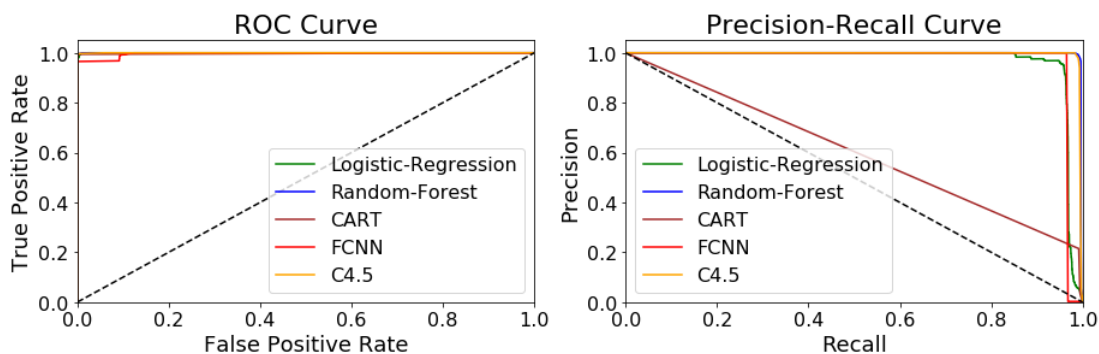 ROC Curve
True Positive Rate
1.0
0.8
0.6
0.4
0.2
0.0
Logistic-Regression
Random-Forest
CART
FCNN
C4.5
0.0 0.2 0.4 0.6 0.8 1.0
False Positive Rate
Precision-Recall Curve
Precision
1.0
0.8
0.6
0.4
0.2
0.0
Logistic-Regression
Random-Forest
CART
FCNN
C4.5
0.0 0.2 0.4 0.6 0.8 1.0
Recall